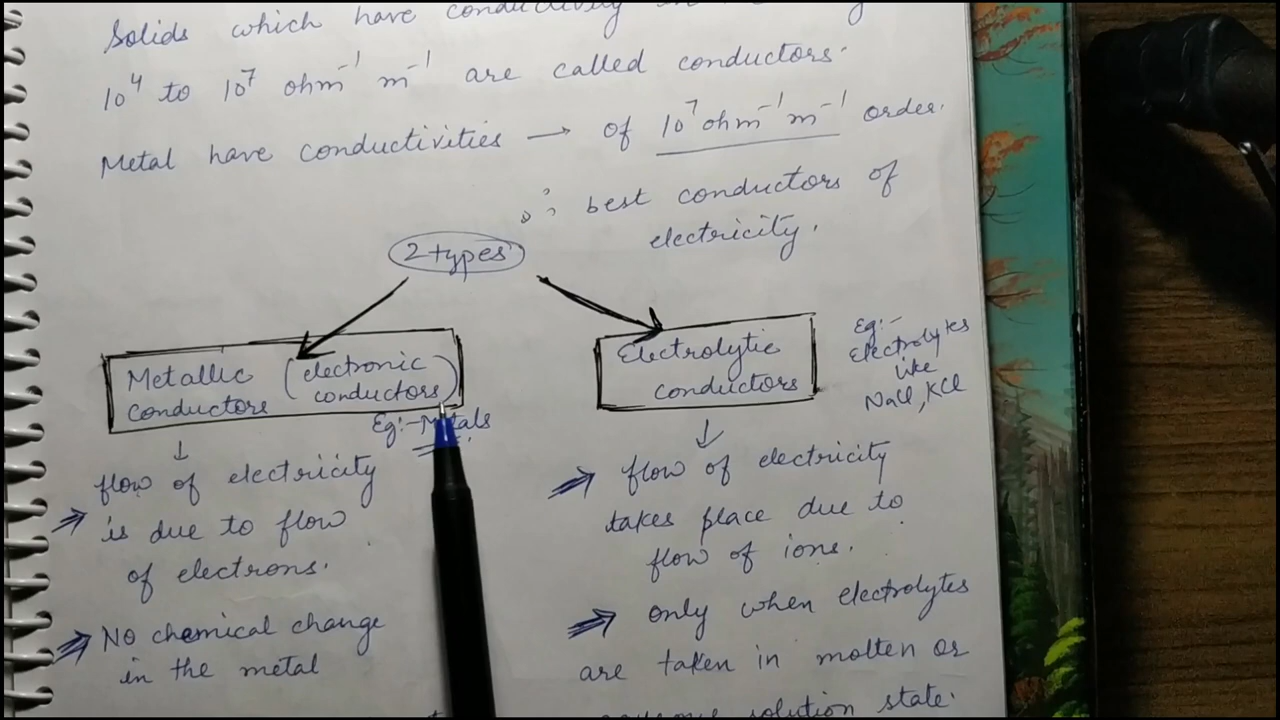 Solids which have conductivity
10⁴ to 10⁷ ohm⁻¹ m⁻¹ are called conductors.
Metal have conductivities → of 10⁷ ohm⁻¹ m⁻¹ order.
∴ best conductors of
electricity.
2 types
Metallic
conductors
(electronic
conductors)
Eg:- Metals
↓
flow of electricity
⇒ is due to flow
of electrons.
⇒ No chemical change
in the metal
Electrolytic
conductors
Eg:-
Electrolytes
like
NaCl, KCl
↓
⇒ flow of electricity
takes place due to
flow of ions.
⇒ only when electrolytes
are taken in molten or
solution state.